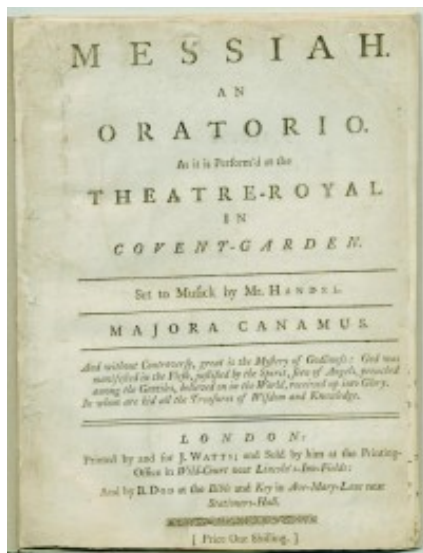 MESSIAH.
AN
ORATORIO.
As it is Perform'd at the
THEATRE-ROYAL
IN
COVENT-GARDEN.
Set to Musick by Mr. HANDEL.
MAJORA CANAMUS.
And without Controversy, great is the Mystery of Godliness: God was
manifested in the Flesh, justified by the Spirit, seen of Angels, preached
among the Gentiles, believed on in the World, received up into Glory.
In whom are hid all the Treasures of Wisdom and Knowledge.
LONDON:
Printed by and for J. WATTS; and Sold by him at the Printing-
Office in Wild-Court near Lincoln's-Inn-Fields:
And by B. DOD at the Bible and Key in Ave-Mary-Lane near
Stationers-Hall.
[ Price One Shilling. ]